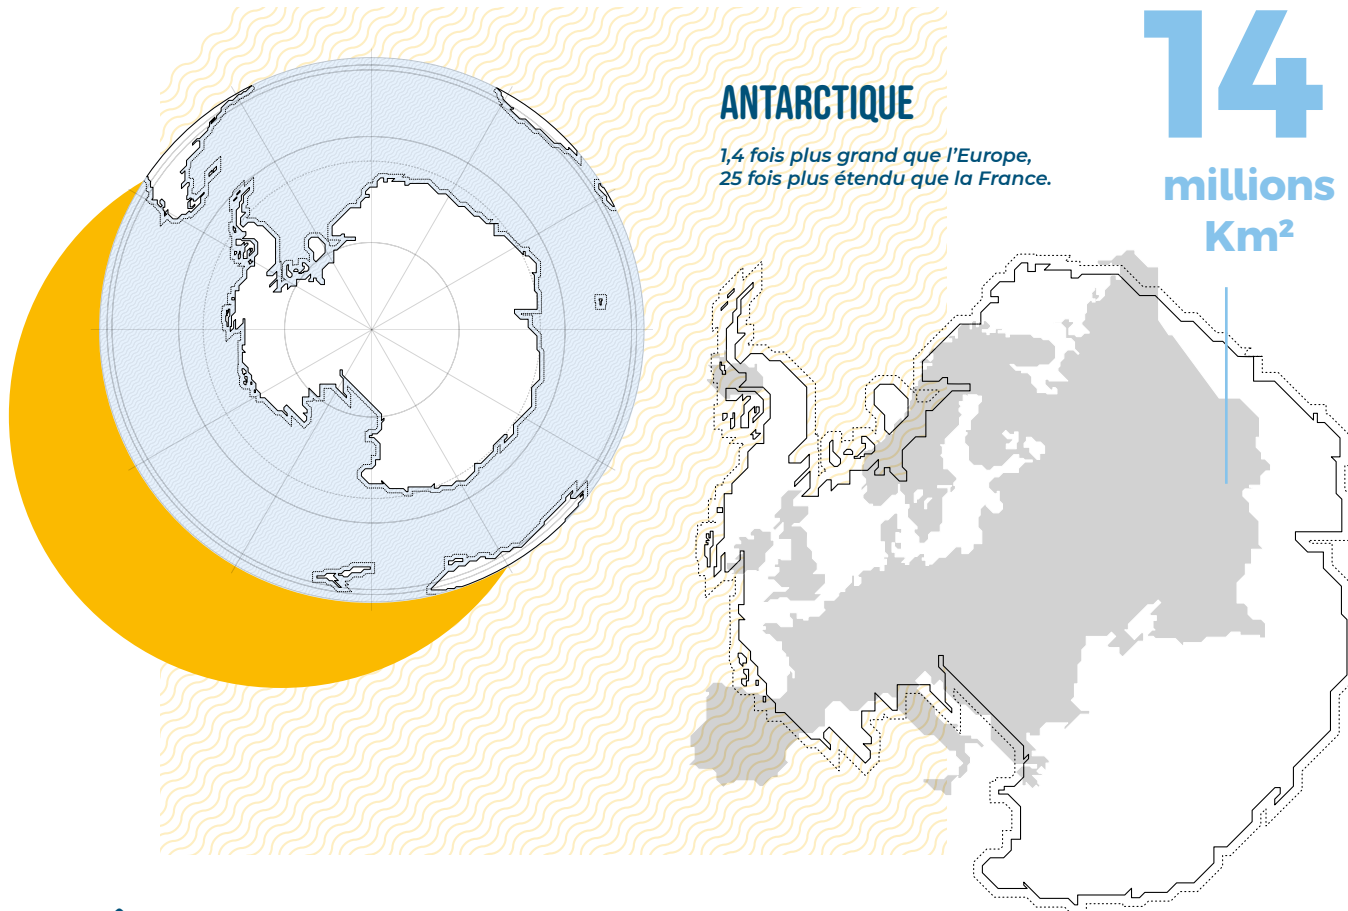 ANTARCTIQUE
1,4 fois plus grand que l'Europe,
25 fois plus étendu que la France.
14
millions
Km²